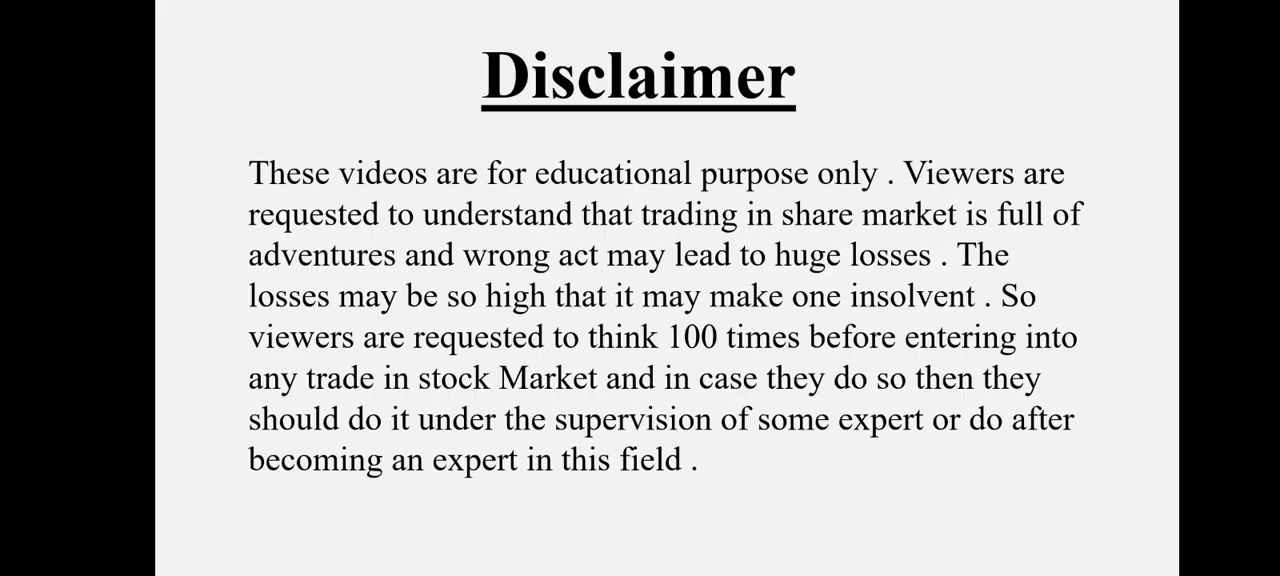 Disclaimer
These videos are for educational purpose only . Viewers are
requested to understand that trading in share market is full of
adventures and wrong act may lead to huge losses . The
losses may be so high that it may make one insolvent . So
viewers are requested to think 100 times before entering into
any trade in stock Market and in case they do so then they
should do it under the supervision of some expert or do after
becoming an expert in this field .